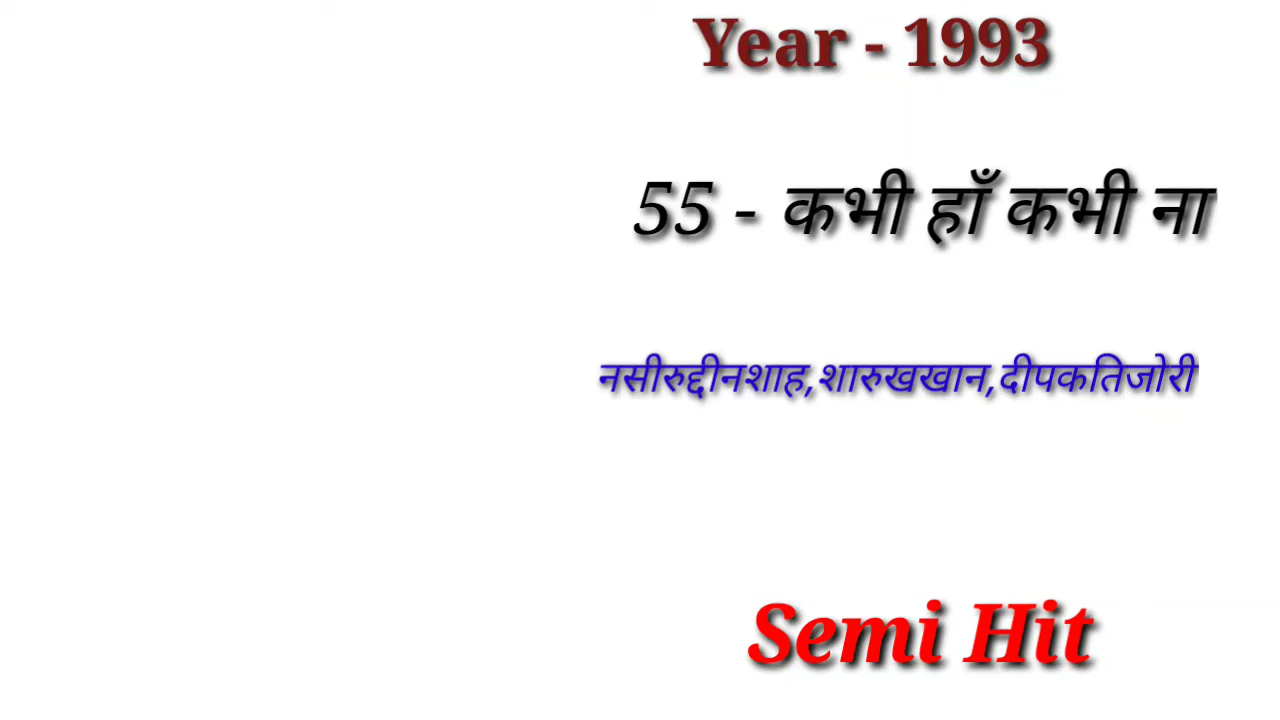 Year - 1993
55 - कभी हाँ कभी ना
नसीरुद्दीनशाह,शारुखखान,दीपकतिजोरी
Semi Hit